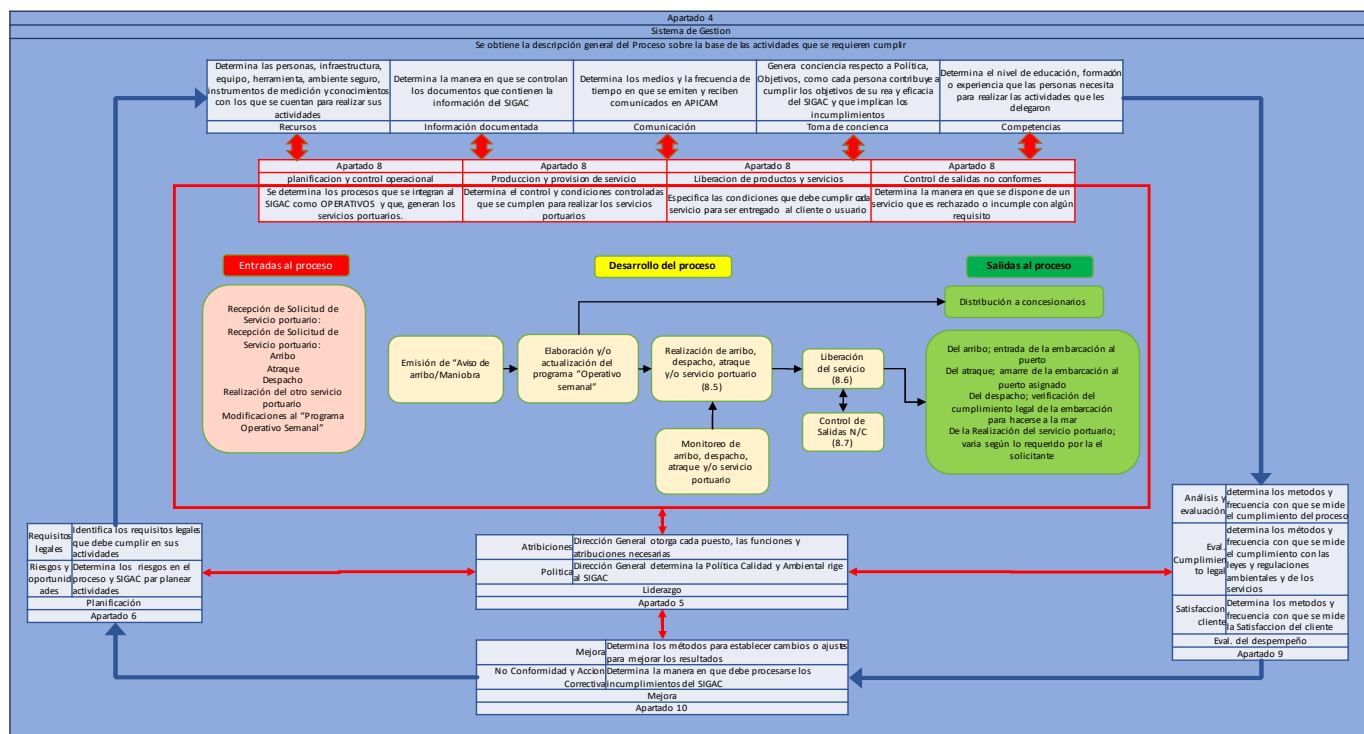 Apartado 4
Sistema de Gestion
Se obtiene la descripción general del Proceso sobre la base de las actividades que se requieren cumplir
Determina las personas, infraestructura,
equipo, herramienta, ambiente seguro,
instrumentos de medición y conocimientos
con los que se cuentan para realizar sus
actividades
Recursos
Determina la manera en que se controlan
los documentos que contienen la
información del SIGAC
Información documentada
Determina los medios y la frecuencia de
tiempo en que se emiten y reciben
comunicados en APICAM
Comunicación
Genera conciencia respecto a Política,
Objetivos, como cada persona contribuye a
cumplir los objetivos de su rea y eficacia
del SIGAC y que implican los
incumplimientos
Toma de conciencia
Determina el nivel de educación, formación
o experiencia que las personas necesita
para realizar las actividades que les
delegaron
Competencias
Apartado 8
planificacion y control operacional
Se determina los procesos que se integran al
SIGAC como OPERATIVOS y que, generan los
servicios portuarios.
Apartado 8
Produccion y provision de servicio
Determina el control y condiciones controladas
que se cumplen para realizar los servicios
portuarios
Apartado 8
Liberacion de productos y servicios
Especifica las condiciones que debe cumplir cada
servicio para ser entregado al cliente o usuario
Apartado 8
Control de salidas no conformes
Determina la manera en que se dispone de un
servicio que es rechazado o incumple con algún
requisito
Entradas al proceso
Desarrollo del proceso
Salidas al proceso
Recepción de Solicitud de
Servicio portuario:
Recepción de Solicitud de
Servicio portuario:
Arribo
Atraque
Despacho
Realización del otro servicio
portuario
Modificaciones al "Programa
Operativo Semanal"
Emisión de "Aviso de
arribo/Maniobra
Elaboración y/o
actualización del
programa "Operativo
semanal"
Realización de arribo,
despacho, atraque
y/o servicio portuario
(8.5)
Monitoreo de
arribo, despacho,
atraque y/o servicio
portuario
Liberación
del servicio
(8.6)
Control de
Salidas N/C
(8.7)
Distribución a concesionarios
Del arribo; entrada de la embarcación al
puerto
Del atraque; amarre de la embarcación al
puerto asignado
Del despacho; verificación del
cumplimiento legal de la embarcación
para hacerse a la mar
De la Realización del servicio portuario;
varia según lo requerido por la el
solicitante
Requisitos
legales
Identifica los requisitos legales
que debe cumplir en sus
actividades
Riesgos y
oportunid
ades
Determina los riesgos en el
proceso y SIGAC par planear
actividades
Planificación
Apartado 6
Atribiciones
Dirección General otorga cada puesto, las funciones y
atribuciones necesarias
Politica
Dirección General determina la Política Calidad y Ambiental rige
al SIGAC
Liderazgo
Apartado 5
Mejora
Determina los métodos para establecer cambios o ajustes
para mejorar los resultados
No Conformidad y Accion
Correctiva
Determina la manera en que debe procesarse los
incumplimientos del SIGAC
Mejora
Apartado 10
Análisis y
evaluación
determina los metodos y
frecuencia con que se mide
el cumplimiento del proceso
Eval.
Cumplimien
to legal
determina los métodos y
frecuencia con que se mide
el cumplimiento con las
leyes y regulaciones
ambientales y de los
servicios
Satisfaccion
cliente
Determina los metodos y
frecuencia con que se mide
la Satisfaccion del cliente
Eval. del despempeño
Apartado 9